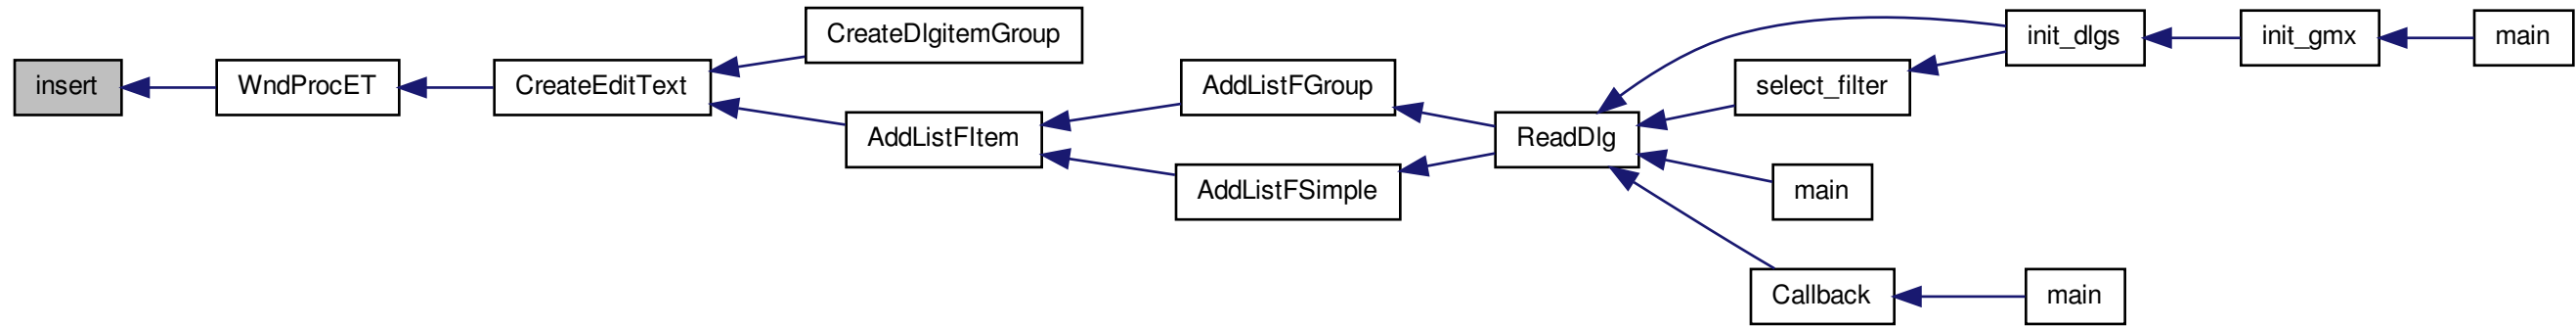 insert
WndProcET
CreateEditText
CreateDlgitemGroup
AddListFItem
AddListFGroup
AddListFSimple
ReadDlg
init_dlgs
select_filter
main
Callback
init_gmx
main
main